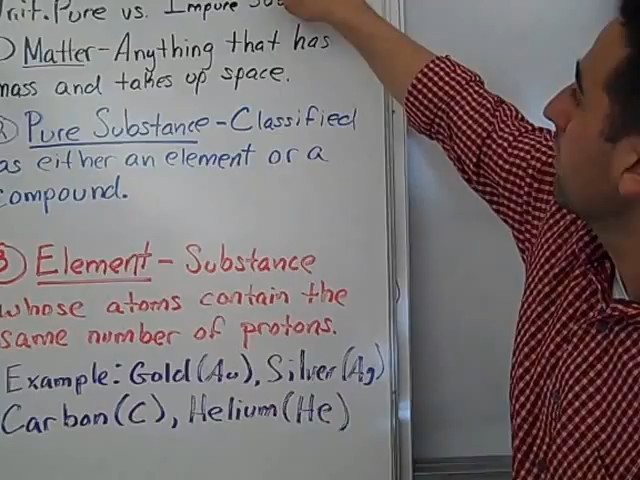 Unit.Pure vs. Impure
1) Matter-Anything that has
mass and takes up space.
2) Pure Substance-Classified
as either an element or a
compound.
3) Element-Substance
whose atoms contain the
same number of protons.
Example: Gold(Au), Silver(Ag)
Carbon(C), Helium(He)